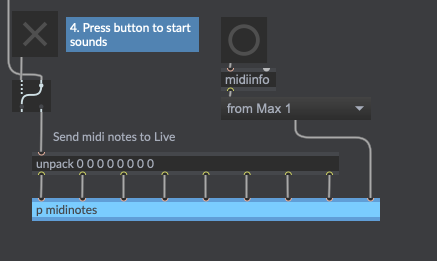 4. Press button to start
sounds
midiinfo
from Max 1
Send midi notes to Live
unpack 0 0 0 0 0 0 0 0
p midinotes